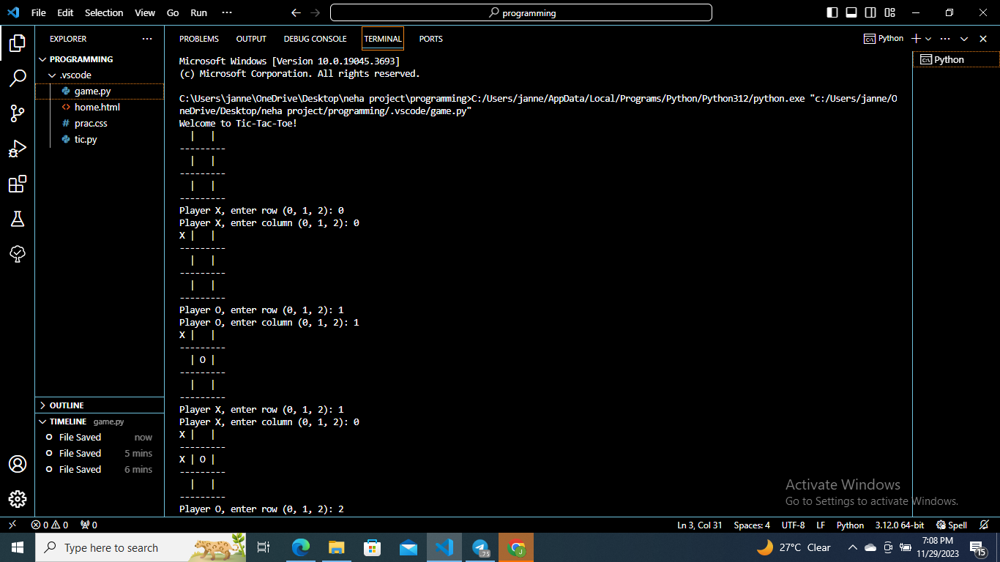 File Edit Selection View Go Run ··· programming
EXPLORER ···
PROGRAMMING
.vscode
game.py
<> home.html
# prac.css
tic.py
OUTLINE
TIMELINE game.py
File Saved now
File Saved 5 mins
File Saved 6 mins
PROBLEMS OUTPUT DEBUG CONSOLE TERMINAL PORTS Python
Python
Microsoft Windows [Version 10.0.19045.3693]
(c) Microsoft Corporation. All rights reserved.
C:\Users\janne\OneDrive\Desktop\neha project\programming>C:/Users/janne/AppData/Local/Programs/Python/Python312/python.exe "c:/Users/janne/O
neDrive/Desktop/neha project/programming/.vscode/game.py"
Welcome to Tic-Tac-Toe!
  |   |
---------
  |   |
---------
  |   |
---------
Player X, enter row (0, 1, 2): 0
Player X, enter column (0, 1, 2): 0
X |   |
---------
  |   |
---------
  |   |
---------
Player O, enter row (0, 1, 2): 1
Player O, enter column (0, 1, 2): 1
X |   |
---------
  | O |
---------
  |   |
---------
Player X, enter row (0, 1, 2): 1
Player X, enter column (0, 1, 2): 0
X |   |
---------
X | O |
---------
  |   |
---------
Player O, enter row (0, 1, 2): 2
Activate Windows
Go to Settings to activate Windows.
0 0 0 Ln 3, Col 31 Spaces: 4 UTF-8 LF Python 3.12.0 64-bit Spell
Type here to search 75 J 27°C Clear 7:08 PM 15
11/29/2023